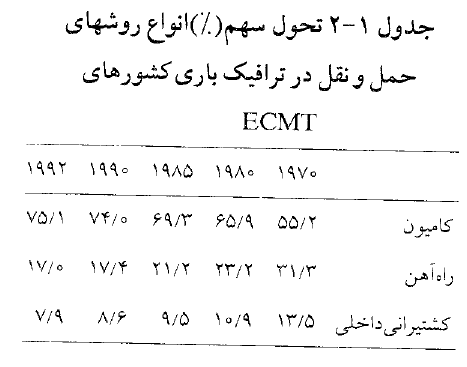 جدول ۱-۲ تحول سهم(٪)انواع روشهای
حمل و نقل در ترافیک باری کشورهای
ECMT
۱۹۷۰ ۱۹۸۰ ۱۹۸۵ ۱۹۹۰ ۱۹۹۲
کامیون ۵۵/۲ ۶۵/۹ ۶۹/۳ ۷۴/۰ ۷۵/۱
راه‌آهن ۳۱/۳ ۲۳/۲ ۲۱/۲ ۱۷/۴ ۱۷/۰
کشتیرانی‌داخلی ۱۳/۵ ۱۰/۹ ۹/۵ ۸/۶ ۷/۹